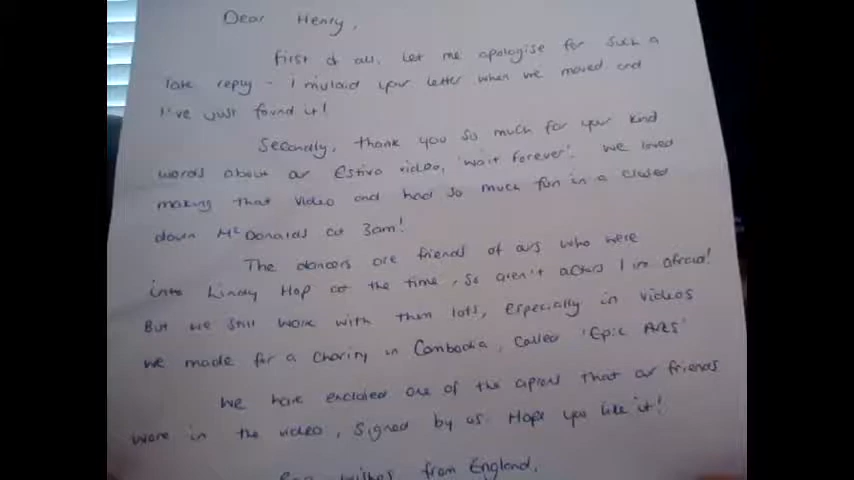 Dear Henry,
First of all, let me apologise for such a
late reply - I mislaid your letter when we moved and
I've just found it!
Secondly, thank you so much for your kind
words about our Estiva video, 'Wait forever'. We loved
making that video and had so much fun in a closed
down McDonalds at 3am!
The dancers are friends of ours who were
into Lindy Hop at the time, so aren't actors I'm afraid!
But we still work with them lots, especially in videos
we made for a charity in Cambodia, called 'Epic Arts'
We have enclosed one of the aprons that our friends
wore in the video, signed by us. Hope you like it!
wishes from England,